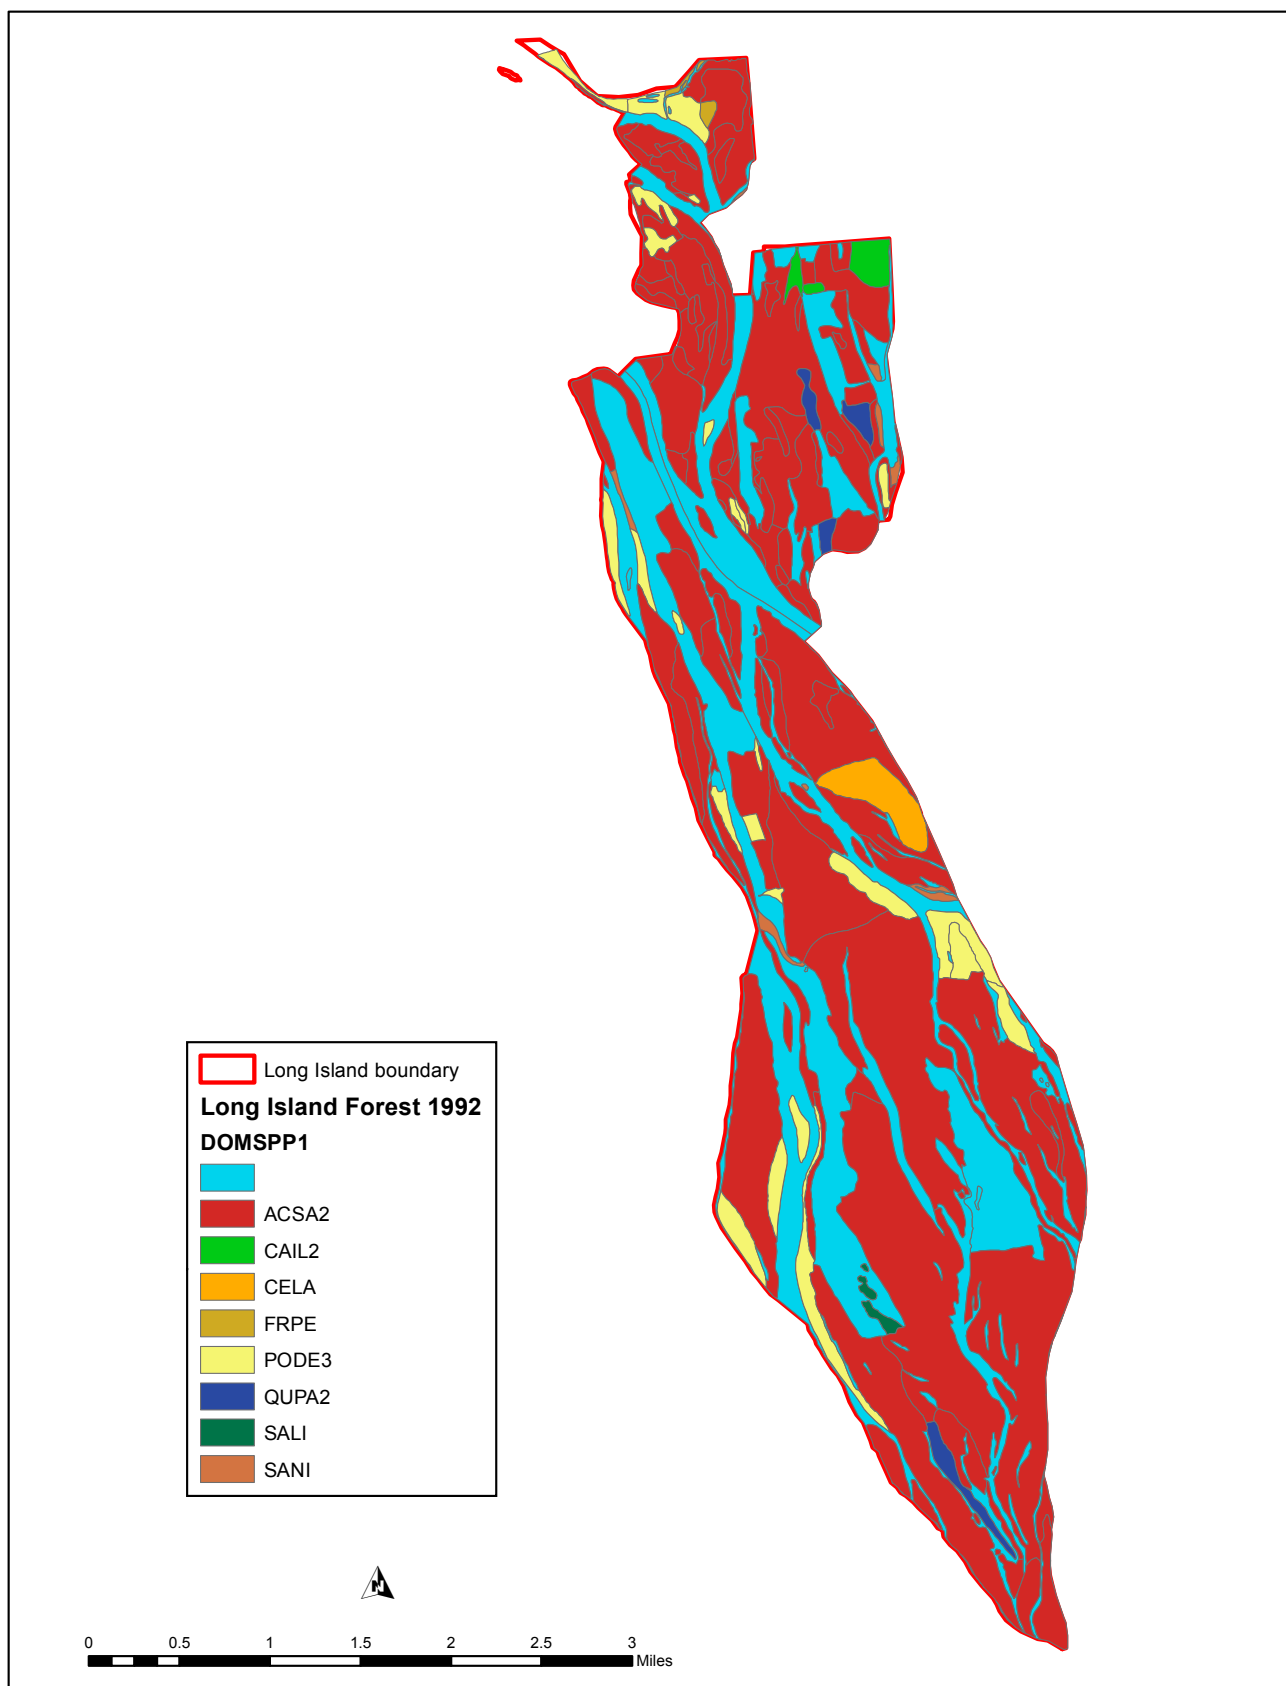 Long Island boundary
Long Island Forest 1992
DOMSPP1
ACSA2
CAIL2
CELA
FRPE
PODE3
QUPA2
SALI
SANI
N
0 0.5 1 1.5 2 2.5 3
Miles